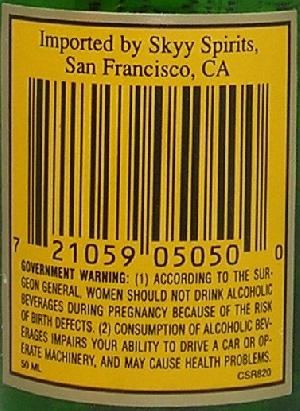 Imported by Skyy Spirits,
San Francisco, CA
7 21059 05050 0
GOVERNMENT WARNING: (1) ACCORDING TO THE SUR-
GEON GENERAL, WOMEN SHOULD NOT DRINK ALCOHOLIC
BEVERAGES DURING PREGNANCY BECAUSE OF THE RISK
OF BIRTH DEFECTS. (2) CONSUMPTION OF ALCOHOLIC BEV-
ERAGES IMPAIRS YOUR ABILITY TO DRIVE A CAR OR OP-
ERATE MACHINERY, AND MAY CAUSE HEALTH PROBLEMS.
50 ML
CSR820